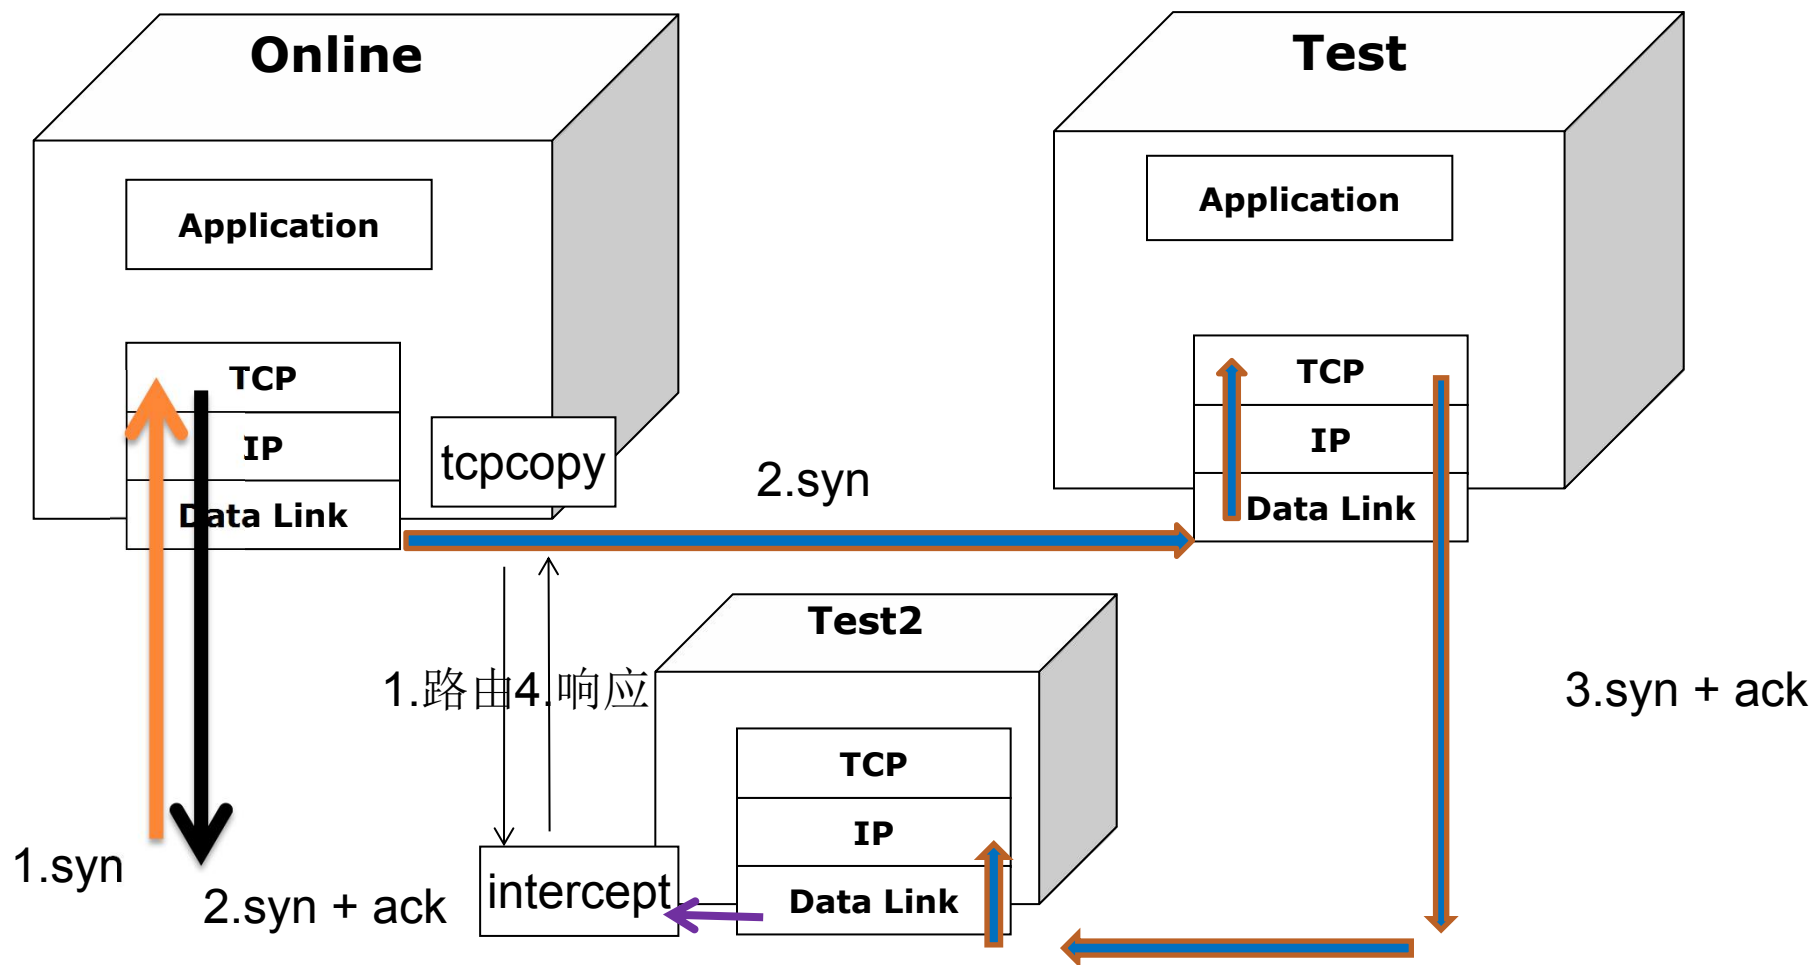 Online
Test
Application
Application
TCP
IP
Data Link
tcpcopy
2.syn
TCP
IP
Data Link
Test2
1.路由4.响应
3.syn + ack
TCP
IP
Data Link
1.syn
2.syn + ack
intercept